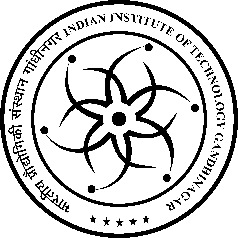 भारतीय प्रौद्योगिकी संस्थान गांधीनगर
INDIAN INSTITUTE OF TECHNOLOGY GANDHINAGAR